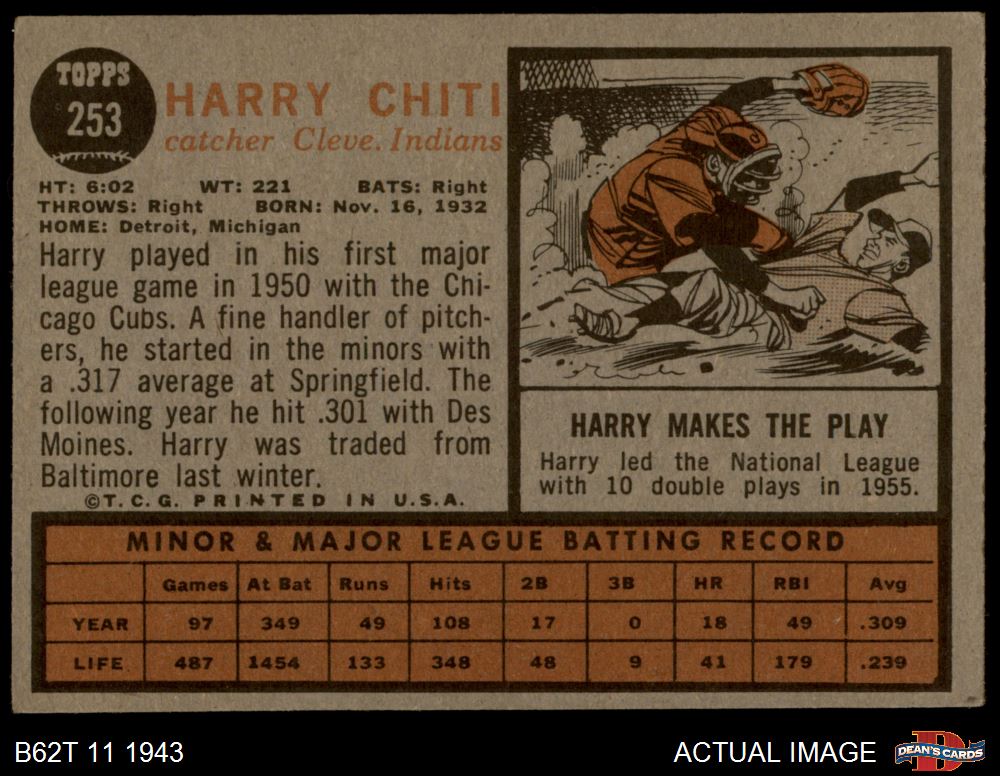 TOPPS
253
HARRY CHITI
catcher Cleve. Indians
HT: 6:02 WT: 221 BATS: Right
THROWS: Right BORN: Nov. 16, 1932
HOME: Detroit, Michigan
Harry played in his first major
league game in 1950 with the Chi-
cago Cubs. A fine handler of pitch-
ers, he started in the minors with
a .317 average at Springfield. The
following year he hit .301 with Des
Moines. Harry was traded from
Baltimore last winter.
©T.C.G. PRINTED IN U.S.A.
HARRY MAKES THE PLAY
Harry led the National League
with 10 double plays in 1955.
MINOR & MAJOR LEAGUE BATTING RECORD
Games At Bat Runs Hits 2B 3B HR RBI Avg
YEAR 97 349 49 108 17 0 18 49 .309
LIFE 487 1454 133 348 48 9 41 179 .239
B62T 11 1943 ACTUAL IMAGE
D
DEAN'S CARDS